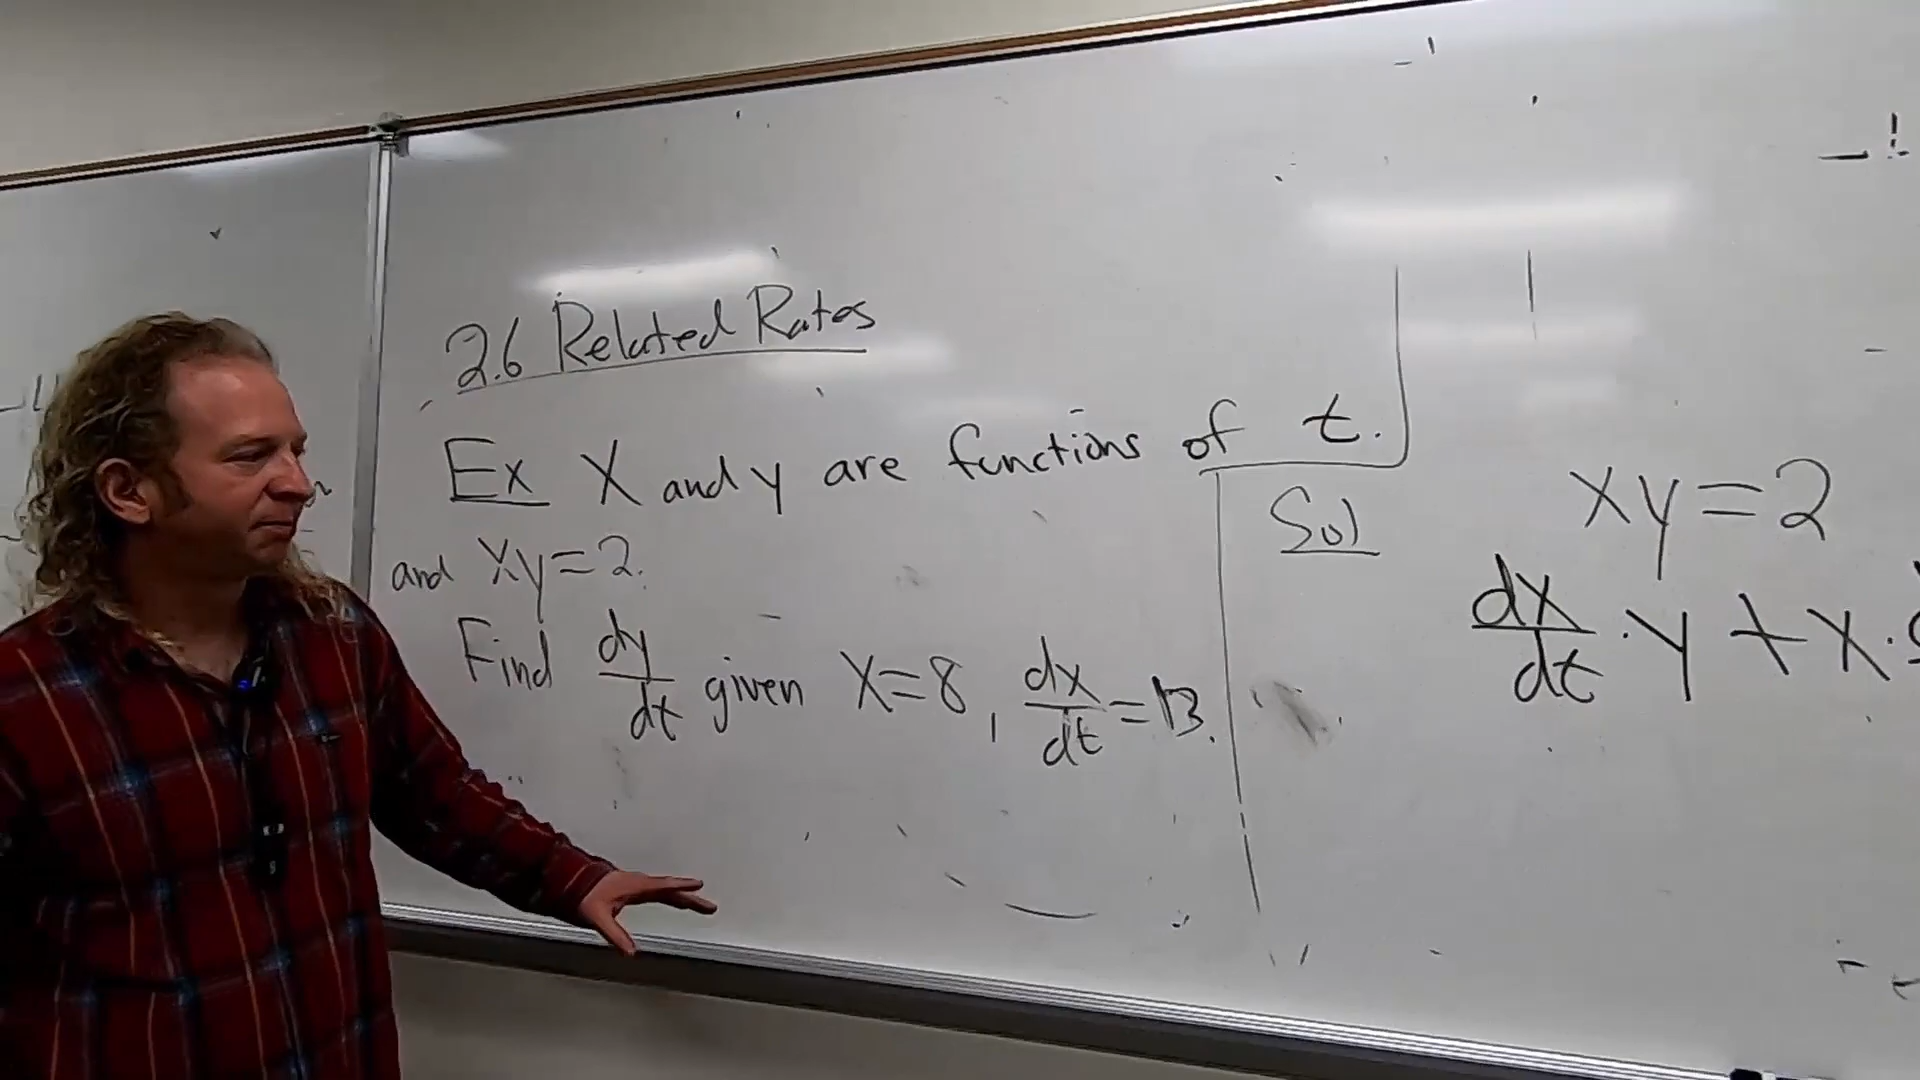 2.6 Related Rates
Ex X and y are functions of t.
and xy=2.
Find dy/dt given x=8, dx/dt=13.
Sol
xy=2
dx/dt · y + x ·